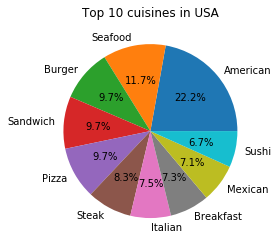 Top 10 cuisines in USA
Seafood
American
Burger
11.7%
22.2%
9.7%
Sandwich
9.7%
6.7%
Sushi
9.7%
7.1%
Pizza
8.3%
7.5%
7.3%
Mexican
Steak
Breakfast
Italian